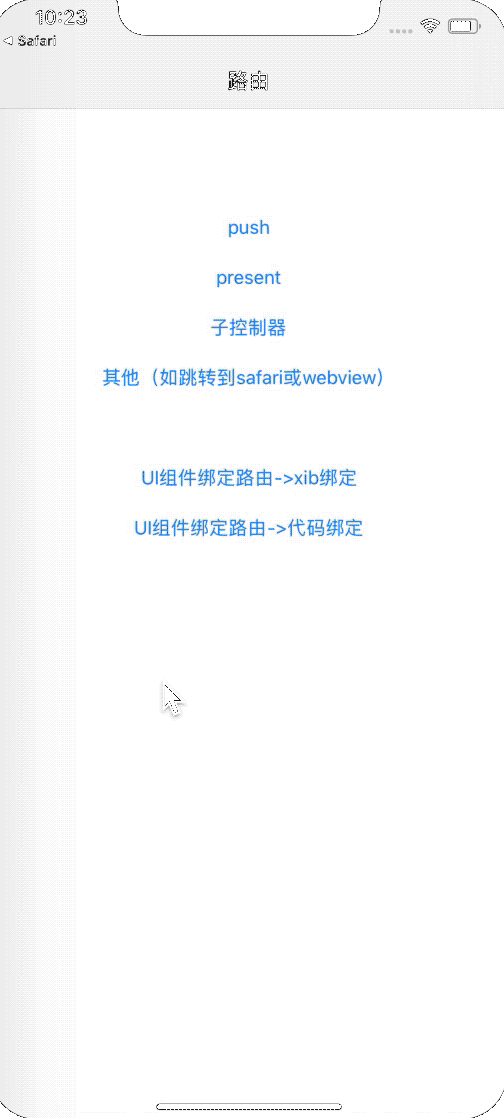 10:23
Safari
路由
push
present
子控制器
其他（如跳转到safari或webview）
UI组件绑定路由->xib绑定
UI组件绑定路由->代码绑定